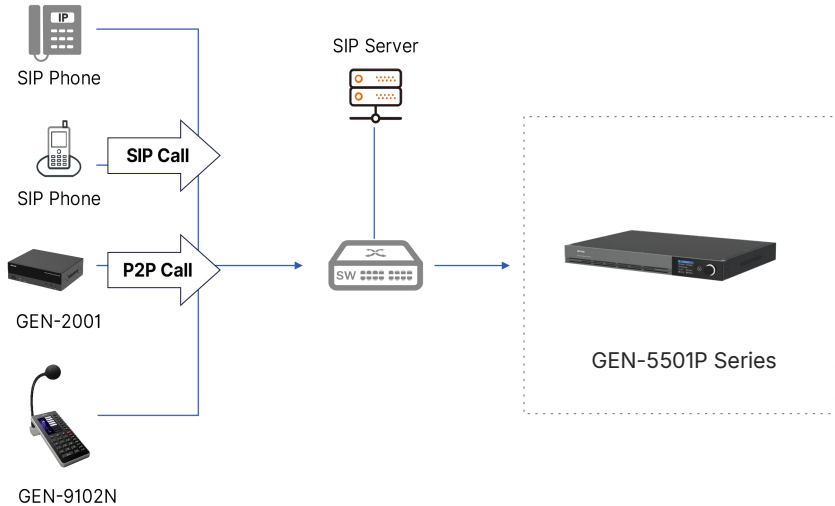 IP
SIP Phone
SIP Server
SIP Phone
SIP Call
P2P Call
SW
GEN-2001
GEN-5501P Series
GEN-9102N